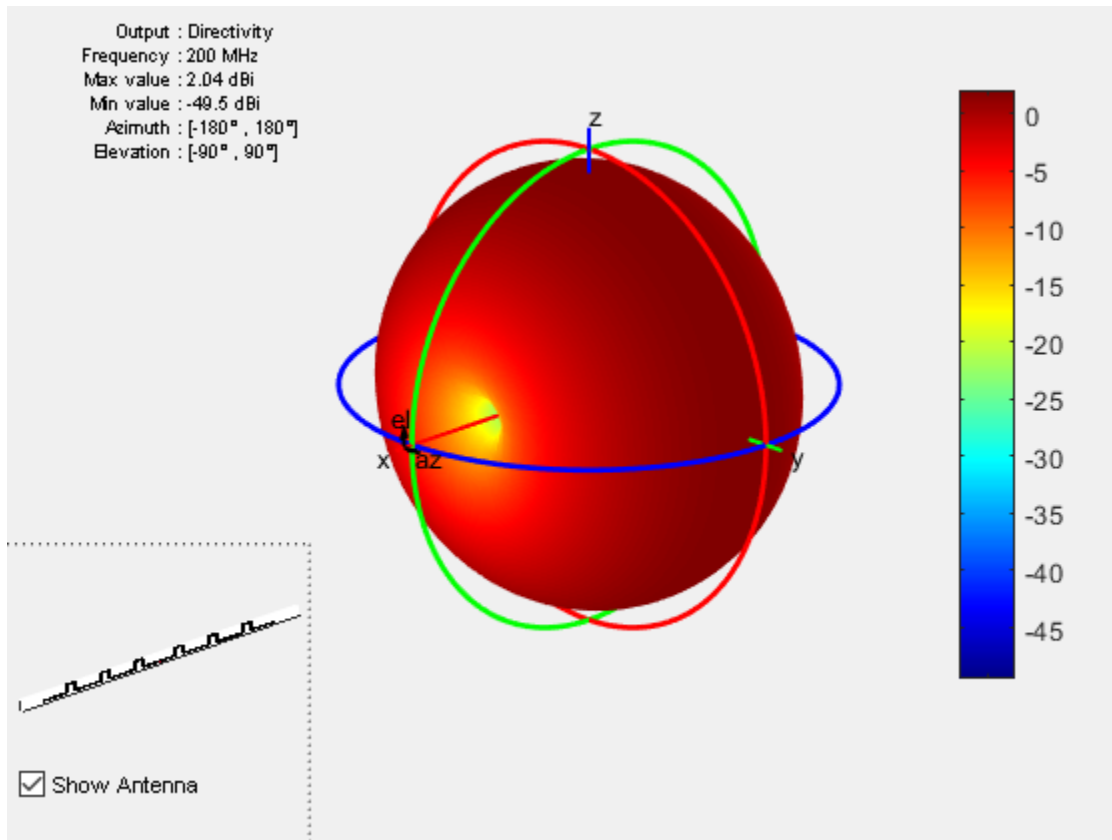 Output : Directivity
Frequency : 200 MHz
Max value : 2.04 dBi
Min value : -49.5 dBi
Azimuth : [-180° , 180°]
Elevation : [-90° , 90°]
z
0
-5
-10
-15
-20
-25
-30
-35
-40
-45
el
x az
y
Show Antenna